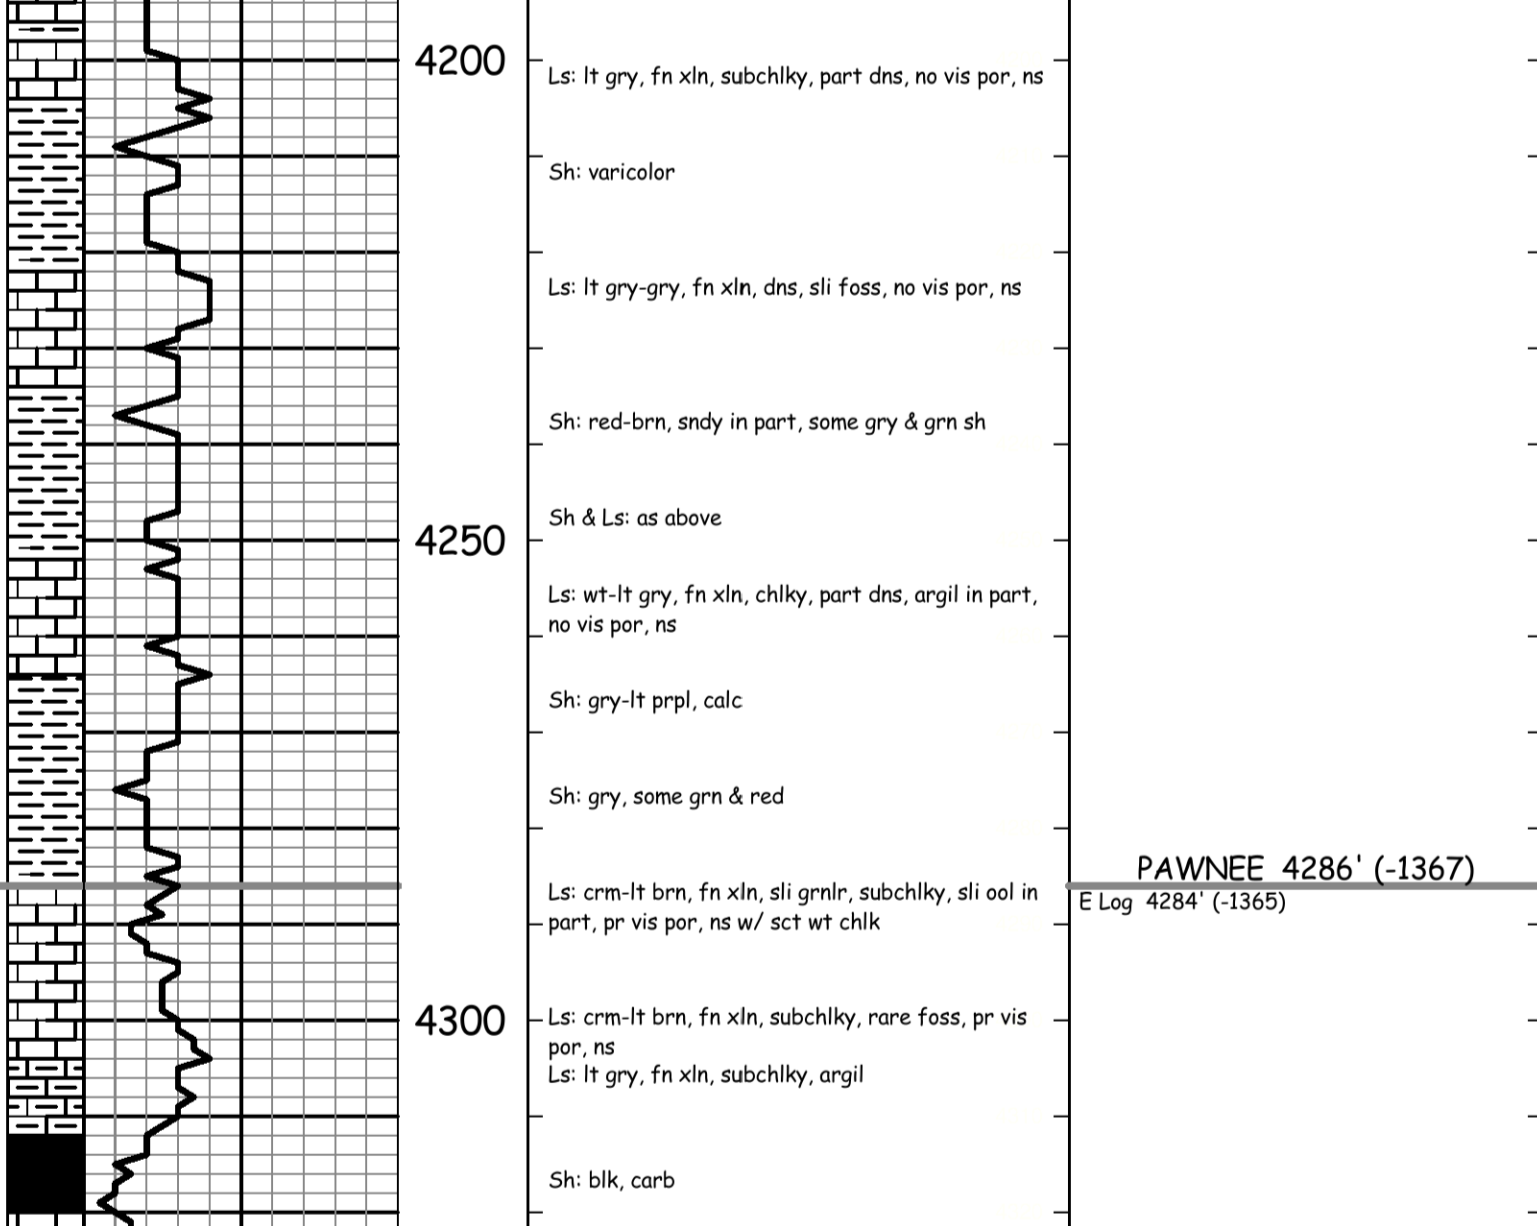 4200
Ls: lt gry, fn xln, subchlky, part dns, no vis por, ns
Sh: varicolor
Ls: lt gry-gry, fn xln, dns, sli foss, no vis por, ns
Sh: red-brn, sndy in part, some gry & grn sh
Sh & Ls: as above
4250
Ls: wt-lt gry, fn xln, chlky, part dns, argil in part,
no vis por, ns
Sh: gry-lt prpl, calc
Sh: gry, some grn & red
PAWNEE 4286' (-1367)
E Log 4284' (-1365)
Ls: crm-lt brn, fn xln, sli grnlr, subchlky, sli ool in
part, pr vis por, ns w/ sct wt chlk
4300
Ls: crm-lt brn, fn xln, subchlky, rare foss, pr vis
por, ns
Ls: lt gry, fn xln, subchlky, argil
Sh: blk, carb